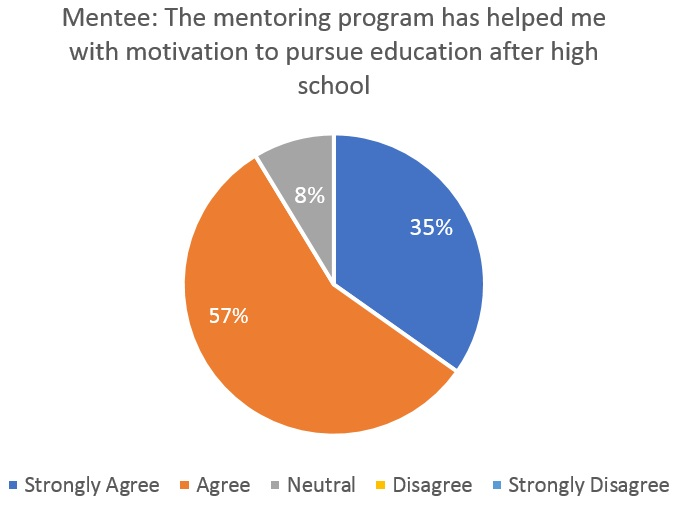 Mentee: The mentoring program has helped me
with motivation to pursue education after high
school
8%
35%
57%
Strongly Agree Agree Neutral Disagree Strongly Disagree